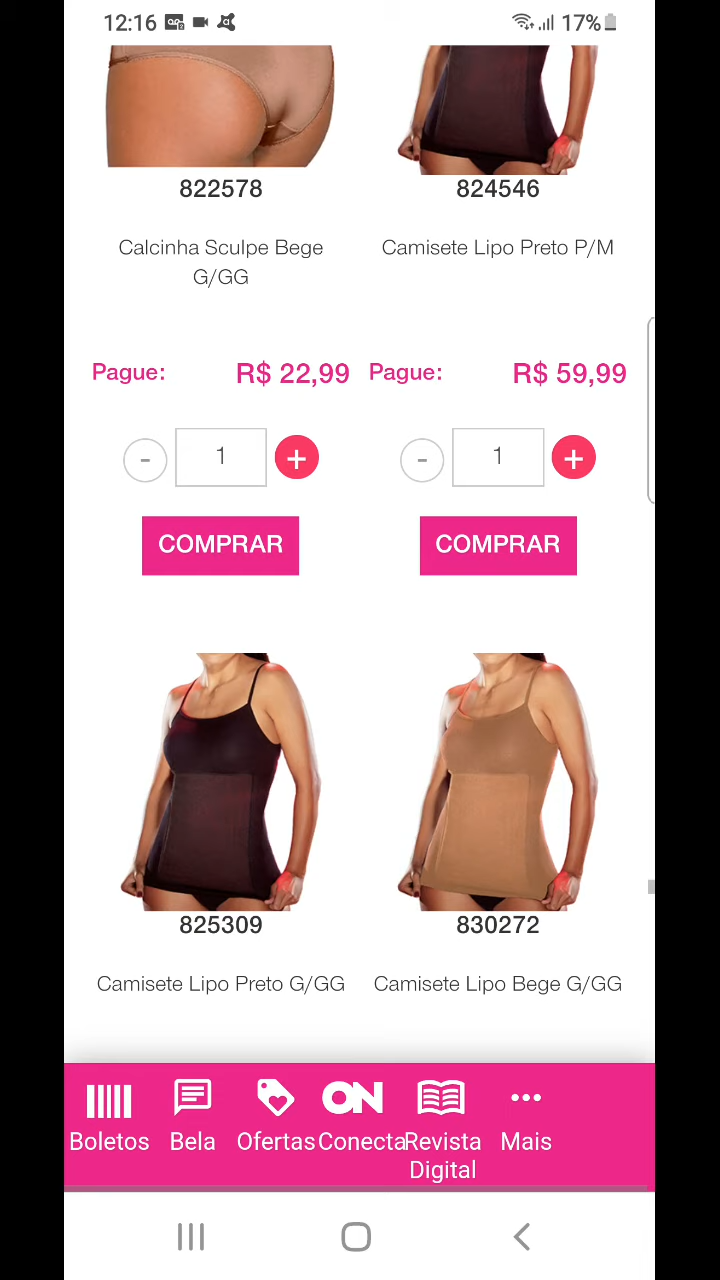 12:16 17%
822578 824546
Calcinha Sculpe Bege Camisete Lipo Preto P/M
G/GG
Pague: R$ 22,99 Pague: R$ 59,99
- 1 + - 1 +
COMPRAR COMPRAR
825309 830272
Camisete Lipo Preto G/GG Camisete Lipo Bege G/GG
ON
Boletos Bela Ofertas Conecta Revista Mais
Digital